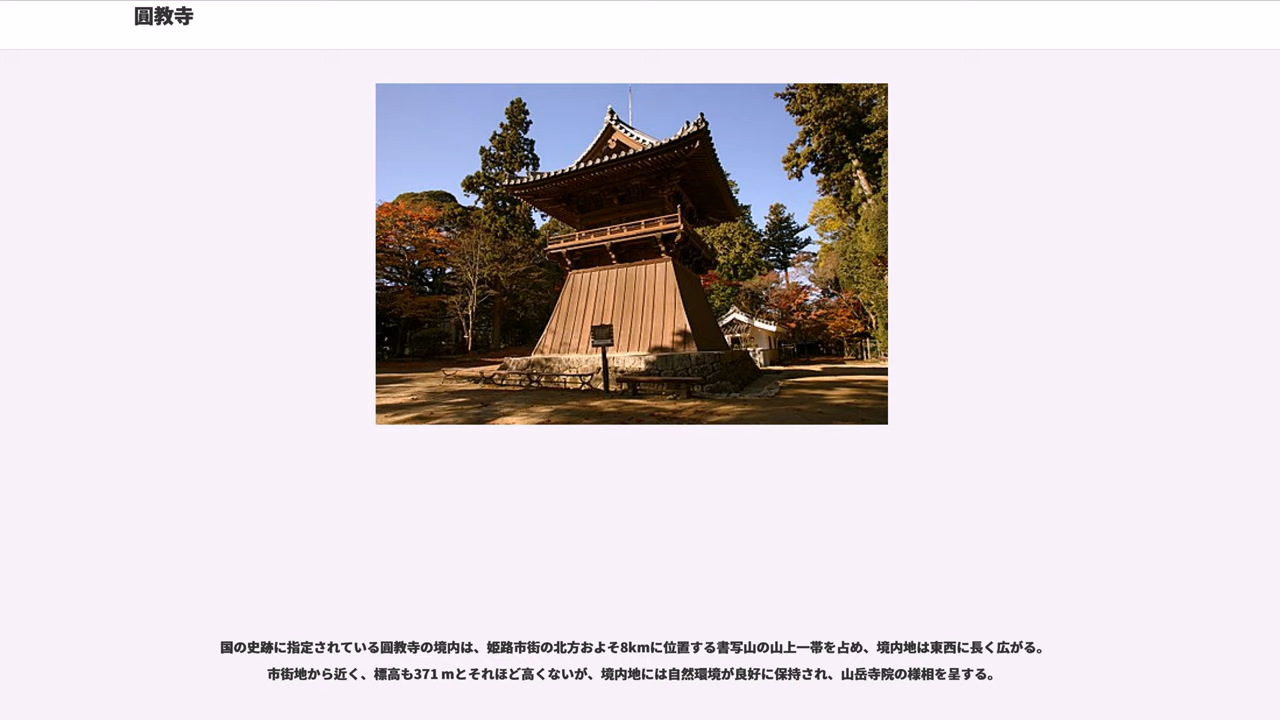 圓教寺
国の史跡に指定されている圓教寺の境内は、姫路市街の北方およそ8kmに位置する書写山の山上一帯を占め、境内地は東西に長く広がる。
市街地から近く、標高も371 mとそれほど高くないが、境内地には自然環境が良好に保持され、山岳寺院の様相を呈する。